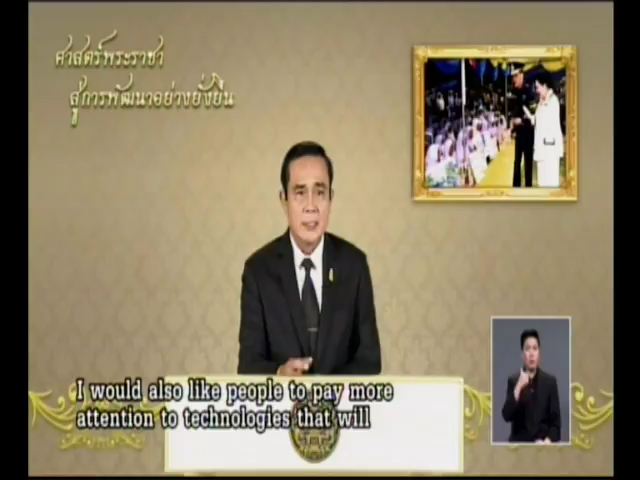 ศาสตร์พระราชา
สู่การพัฒนาอย่างยั่งยืน
I would also like people to pay more
attention to technologies that will